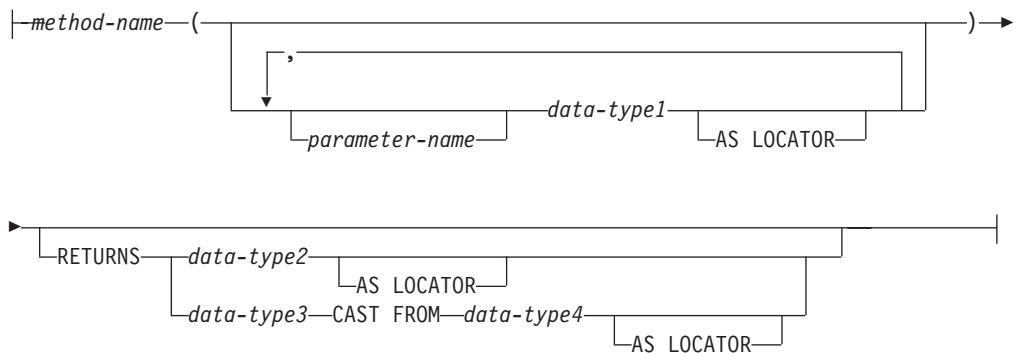 method-name ( )
,
data-type1
parameter-name AS LOCATOR
RETURNS data-type2
AS LOCATOR
data-type3 CAST FROM data-type4
AS LOCATOR